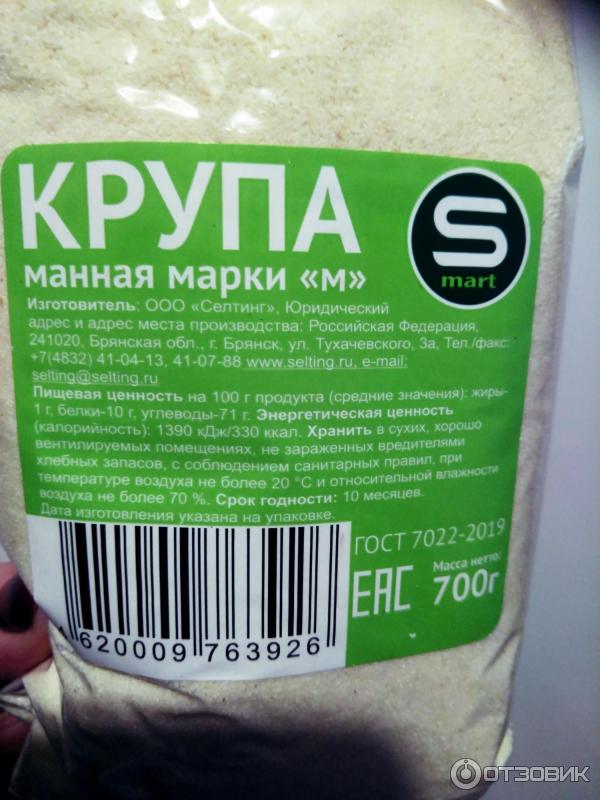 КРУПА
манная марки «м»
S
mart
Изготовитель: ООО «Селтинг», Юридический
адрес и адрес места производства: Российская Федерация,
241020, Брянская обл., г. Брянск, ул. Тухачевского, 3а, Тел./факс:
+7(4832) 41-04-13, 41-07-88 www.selting.ru, e-mail:
selting@selting.ru
Пищевая ценность на 100 г продукта (средние значения): жиры-
1 г, белки-10 г, углеводы-71 г. Энергетическая ценность
(калорийность): 1390 кДж/330 ккал. Хранить в сухих, хорошо
вентилируемых помещениях, не зараженных вредителями
хлебных запасов, с соблюдением санитарных правил, при
температуре воздуха не более 20 °С и относительной влажности
воздуха не более 70 %. Срок годности: 10 месяцев.
Дата изготовления указана на упаковке.
ГОСТ 7022-2019
EAC
Масса нетто:
700г
4 620009 763926
ОТЗОВИК